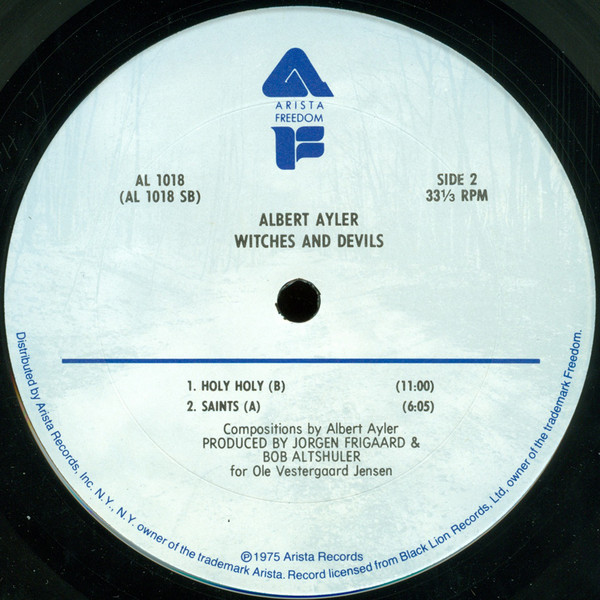 ARISTA
FREEDOM
AL 1018
(AL 1018 SB)
SIDE 2
33⅓ RPM
ALBERT AYLER
WITCHES AND DEVILS
1. HOLY HOLY (B) (11:00)
2. SAINTS (A) (6:05)
Compositions by Albert Ayler
PRODUCED BY JORGEN FRIGAARD &
BOB ALTSHULER
for Ole Vestergaard Jensen
℗1975 Arista Records
Distributed by Arista Records, Inc. N.Y., N.Y. owner of the trademark Arista. Record licensed from Black Lion Records, Ltd, owner of the trademark Freedom.